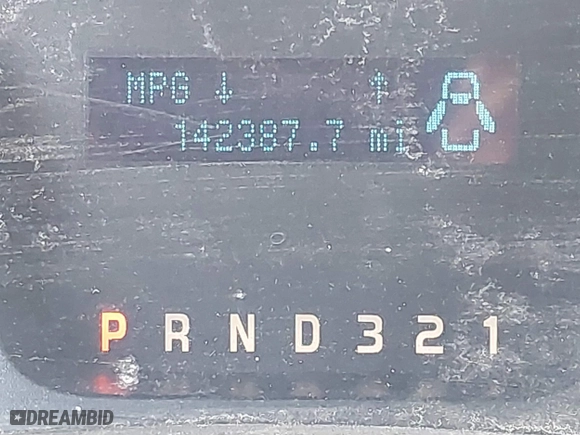 MPG ↓ ↑
142387.7 mi
P R N D 3 2 1
DREAMBID